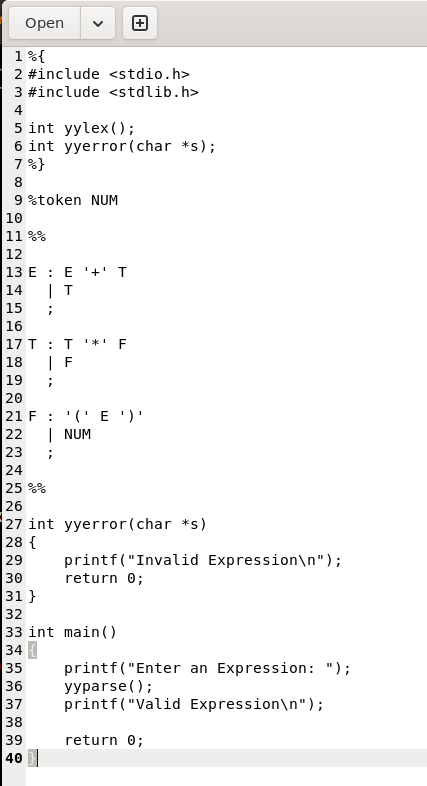 Open
1 %{
2 #include <stdio.h>
3 #include <stdlib.h>
4
5 int yylex();
6 int yyerror(char *s);
7 %}
8
9 %token NUM
10
11 %%
12
13 E : E '+' T
14   | T
15   ;
16
17 T : T '*' F
18   | F
19   ;
20
21 F : '(' E ')'
22   | NUM
23   ;
24
25 %%
26
27 int yyerror(char *s)
28 {
29     printf("Invalid Expression\n");
30     return 0;
31 }
32
33 int main()
34 {
35     printf("Enter an Expression: ");
36     yyparse();
37     printf("Valid Expression\n");
38
39     return 0;
40 }